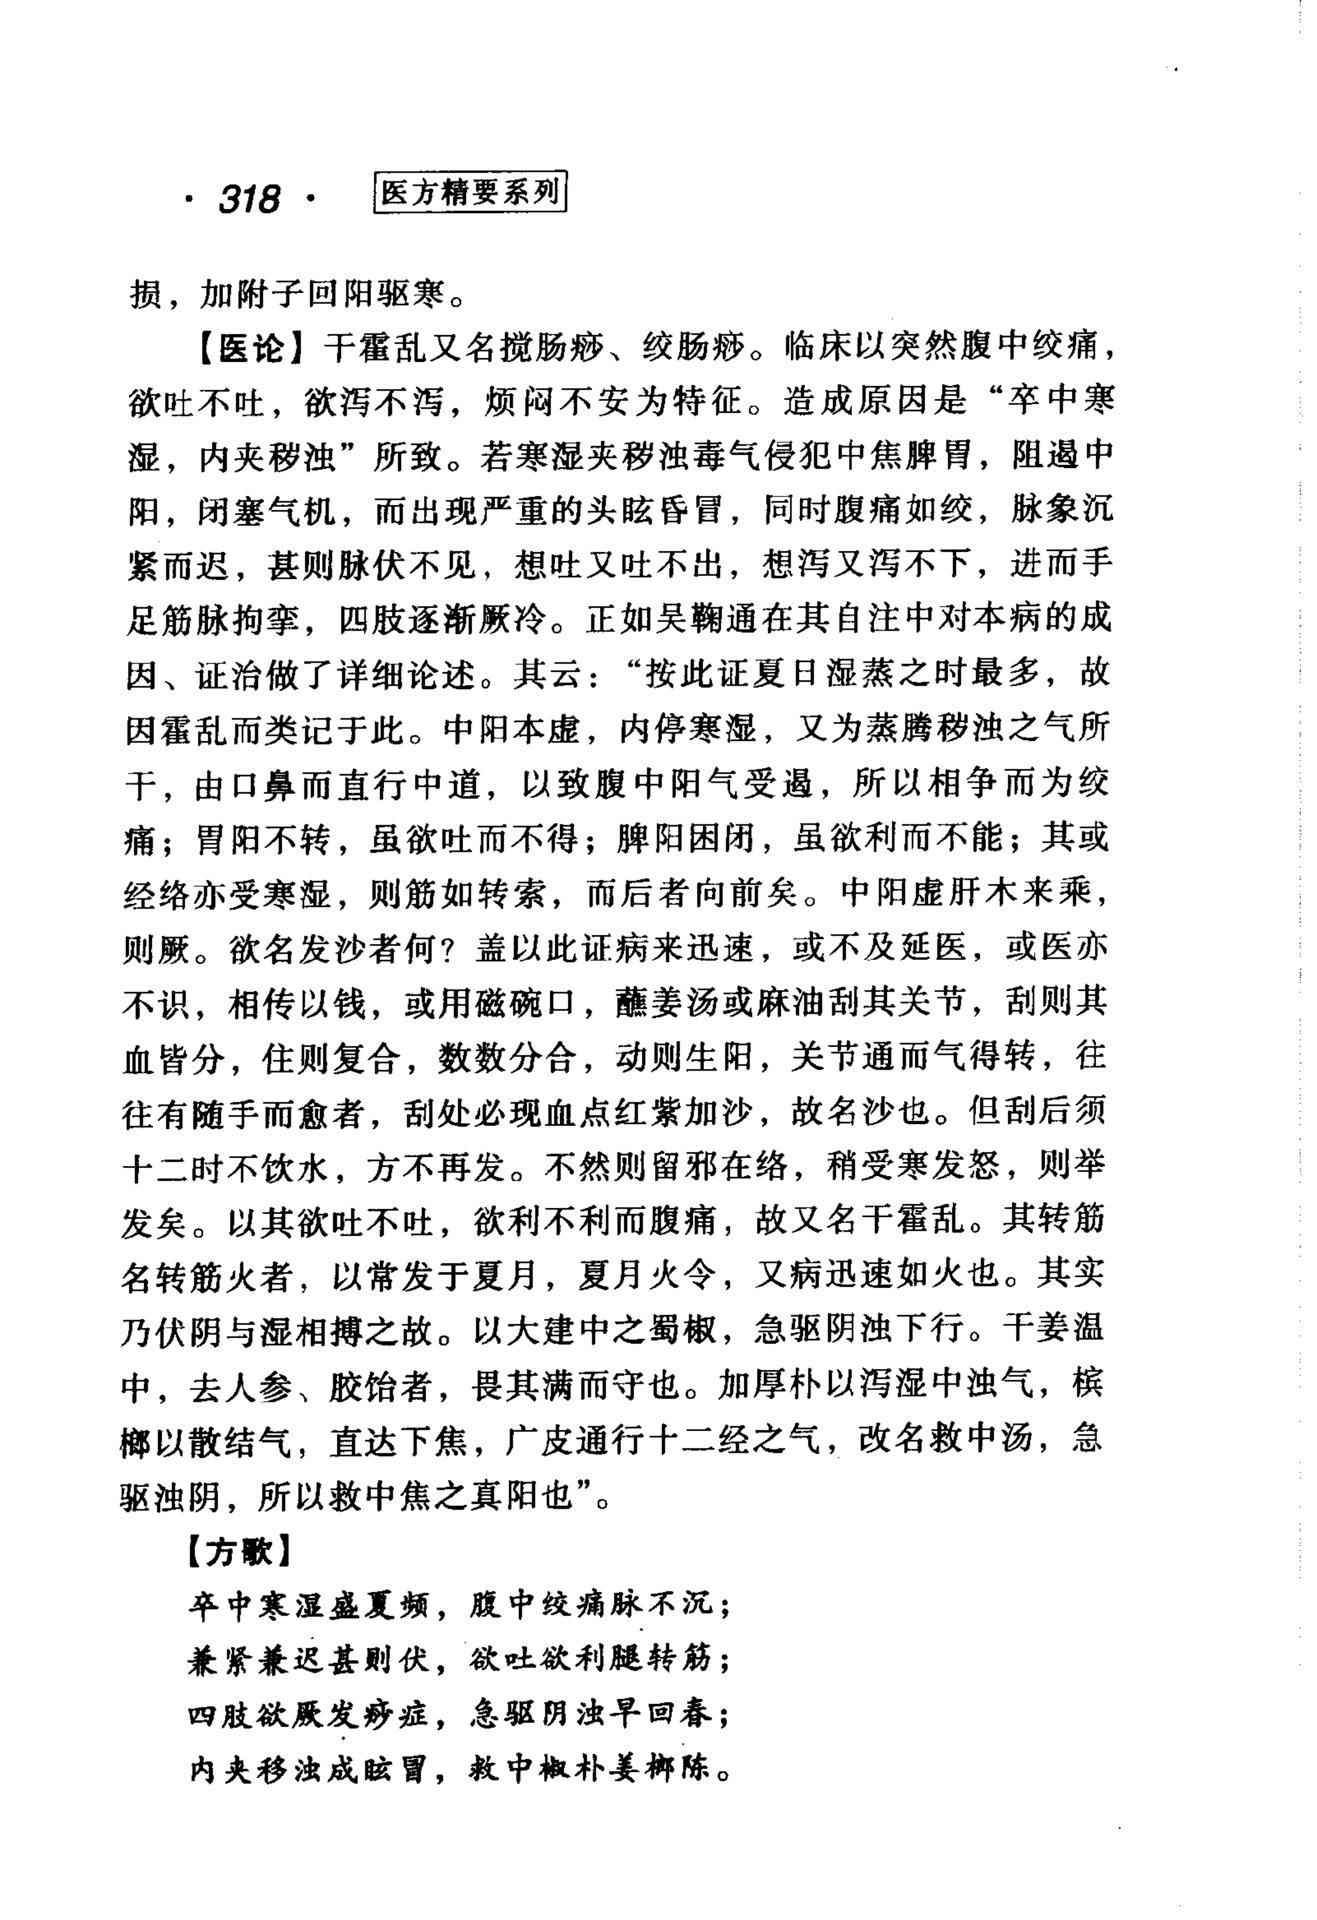 · 318 · 医方精要系列
损，加附子回阳驱寒。
【医论】干霍乱又名搅肠痧、绞肠痧。临床以突然腹中绞痛，
欲吐不吐，欲泻不泻，烦闷不安为特征。造成原因是“卒中寒
湿，内夹秽浊”所致。若寒湿夹秽浊毒气侵犯中焦脾胃，阻遏中
阳，闭塞气机，而出现严重的头眩昏冒，同时腹痛如绞，脉象沉
紧而迟，甚则脉伏不见，想吐又吐不出，想泻又泻不下，进而手
足筋脉拘挛，四肢逐渐厥冷。正如吴鞠通在其自注中对本病的成
因、证治做了详细论述。其云：“按此证夏日湿蒸之时最多，故
因霍乱而类记于此。中阳本虚，内停寒湿，又为蒸腾秽浊之气所
干，由口鼻而直行中道，以致腹中阳气受遏，所以相争而为绞
痛；胃阳不转，虽欲吐而不得；脾阳困闭，虽欲利而不能；其或
经络亦受寒湿，则筋如转索，而后者向前矣。中阳虚肝木来乘，
则厥。欲名发沙者何？盖以此证病来迅速，或不及延医，或医亦
不识，相传以钱，或用磁碗口，蘸姜汤或麻油刮其关节，刮则其
血皆分，住则复合，数数分合，动则生阳，关节通而气得转，往
往有随手而愈者，刮处必现血点红紫加沙，故名沙也。但刮后须
十二时不饮水，方不再发。不然则留邪在络，稍受寒发怒，则举
发矣。以其欲吐不吐，欲利不利而腹痛，故又名干霍乱。其转筋
名转筋火者，以常发于夏月，夏月火令，又病迅速如火也。其实
乃伏阴与湿相搏之故。以大建中之蜀椒，急驱阴浊下行。干姜温
中，去人参、胶饴者，畏其满而守也。加厚朴以泻湿中浊气，槟
榔以散结气，直达下焦，广皮通行十二经之气，改名救中汤，急
驱浊阴，所以救中焦之真阳也”。
【方歌】
卒中寒湿盛夏频，腹中绞痛脉不沉；
兼紧兼迟甚则伏，欲吐欲利腿转筋；
四肢欲厥发痧症，急驱阴浊早回春；
内夹移浊成眩冒，救中椒朴姜榔陈。